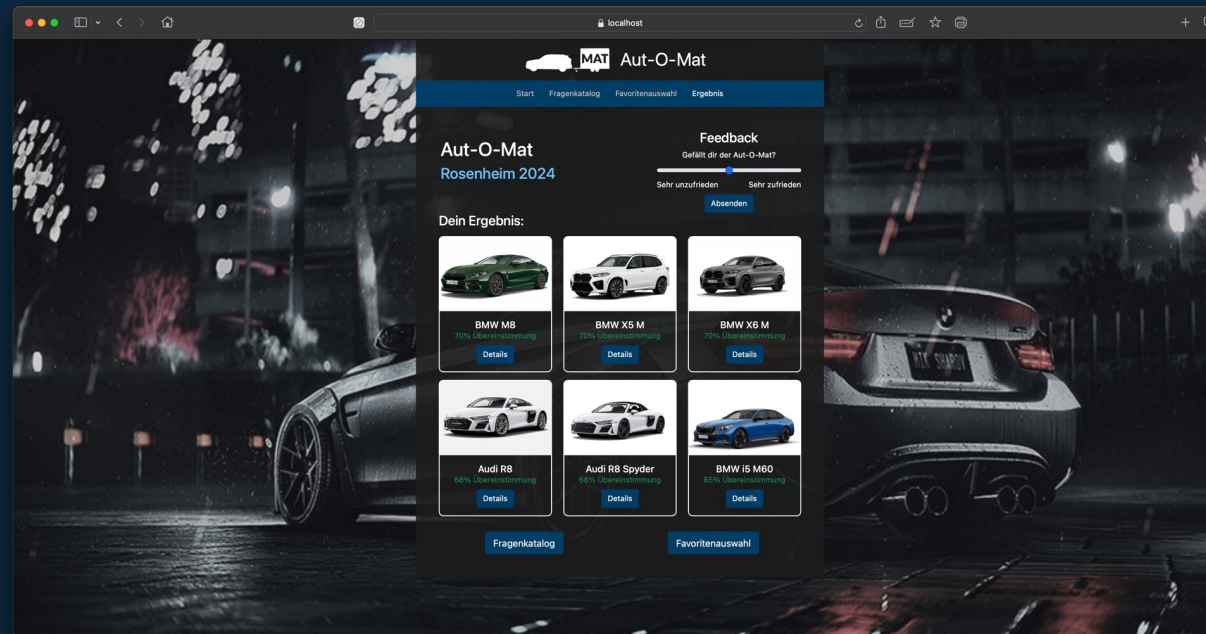 localhost
MAT Aut-O-Mat
Start Fragenkatalog Favoritenauswahl Ergebnis
Aut-O-Mat
Rosenheim 2024
Feedback
Gefällt dir der Aut-O-Mat?
Sehr unzufrieden Sehr zufrieden
Absenden
Dein Ergebnis:
BMW M8
70% Übereinstimmung
Details
BMW X5 M
70% Übereinstimmung
Details
BMW X6 M
70% Übereinstimmung
Details
Audi R8
68% Übereinstimmung
Details
Audi R8 Spyder
68% Übereinstimmung
Details
BMW i5 M60
65% Übereinstimmung
Details
Fragenkatalog Favoritenauswahl
NIK SHAPOV